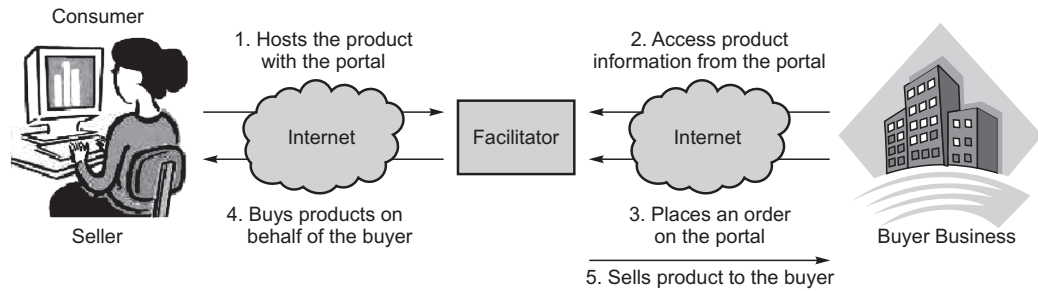 Consumer
1. Hosts the product
with the portal
2. Access product
information from the portal
Internet
Facilitator
Internet
4. Buys products on
behalf of the buyer
3. Places an order
on the portal
Seller
Buyer Business
5. Sells product to the buyer